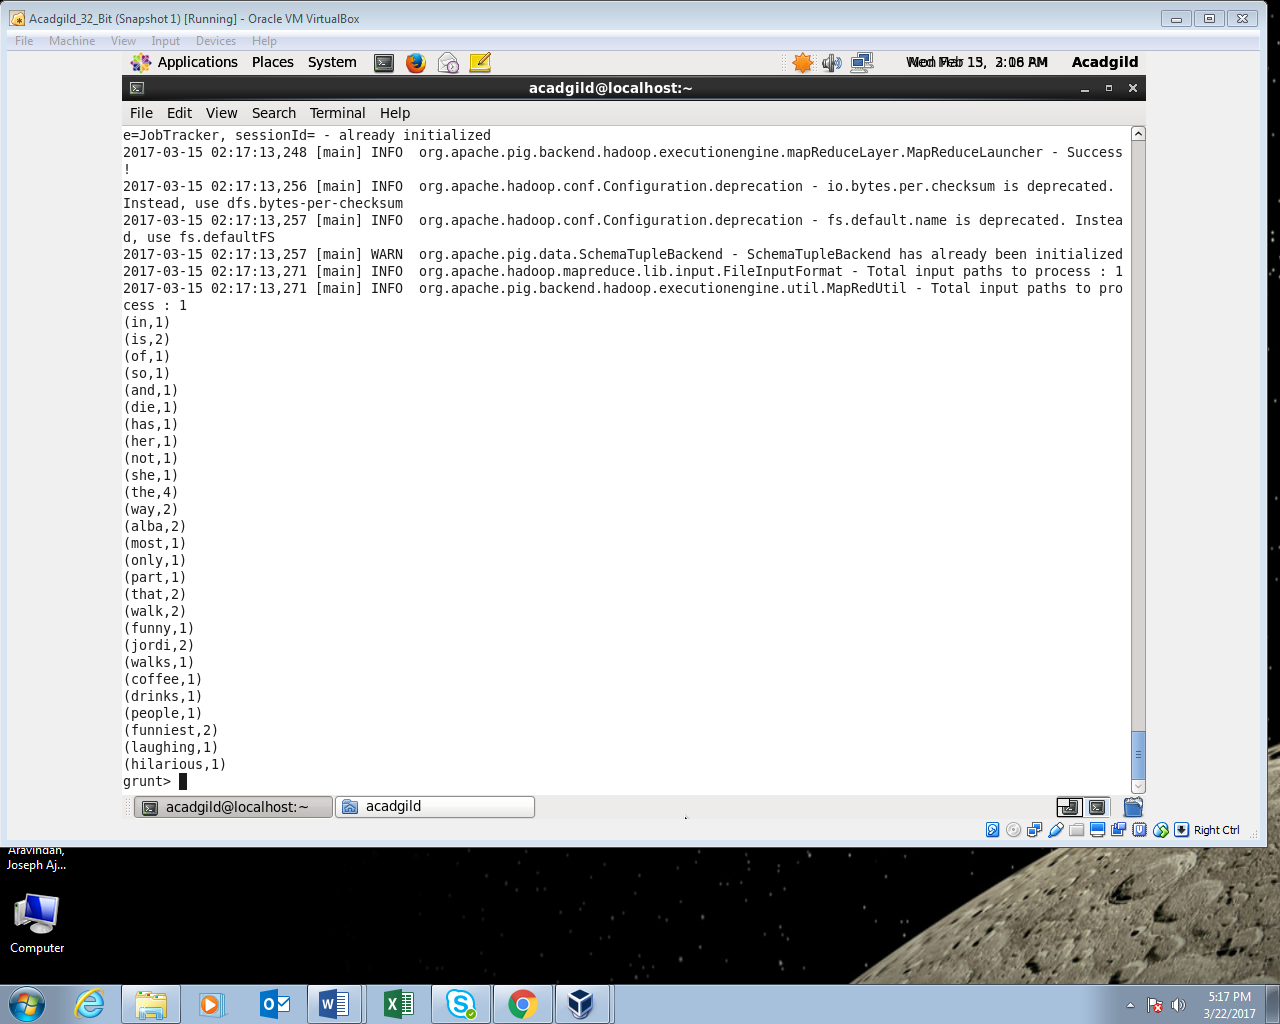 Acadgild_32_Bit (Snapshot 1) [Running] - Oracle VM VirtualBox
File Machine View Input Devices Help
Applications Places System
Acadgild
acadgild@localhost:~
File Edit View Search Terminal Help
e=JobTracker, sessionId= - already initialized
2017-03-15 02:17:13,248 [main] INFO  org.apache.pig.backend.hadoop.executionengine.mapReduceLayer.MapReduceLauncher - Success
!
2017-03-15 02:17:13,256 [main] INFO  org.apache.hadoop.conf.Configuration.deprecation - io.bytes.per.checksum is deprecated.
Instead, use dfs.bytes-per-checksum
2017-03-15 02:17:13,257 [main] INFO  org.apache.hadoop.conf.Configuration.deprecation - fs.default.name is deprecated. Instea
d, use fs.defaultFS
2017-03-15 02:17:13,257 [main] WARN  org.apache.pig.data.SchemaTupleBackend - SchemaTupleBackend has already been initialized
2017-03-15 02:17:13,271 [main] INFO  org.apache.hadoop.mapreduce.lib.input.FileInputFormat - Total input paths to process : 1
2017-03-15 02:17:13,271 [main] INFO  org.apache.pig.backend.hadoop.executionengine.util.MapRedUtil - Total input paths to pro
cess : 1
(in,1)
(is,2)
(of,1)
(so,1)
(and,1)
(die,1)
(has,1)
(her,1)
(not,1)
(she,1)
(the,4)
(way,2)
(alba,2)
(most,1)
(only,1)
(part,1)
(that,2)
(walk,2)
(funny,1)
(jordi,2)
(walks,1)
(coffee,1)
(drinks,1)
(people,1)
(funniest,2)
(laughing,1)
(hilarious,1)
grunt>
acadgild@localhost:~ acadgild
Right Ctrl
Aravindan,
Joseph Aj...
Computer
5:17 PM
3/22/2017